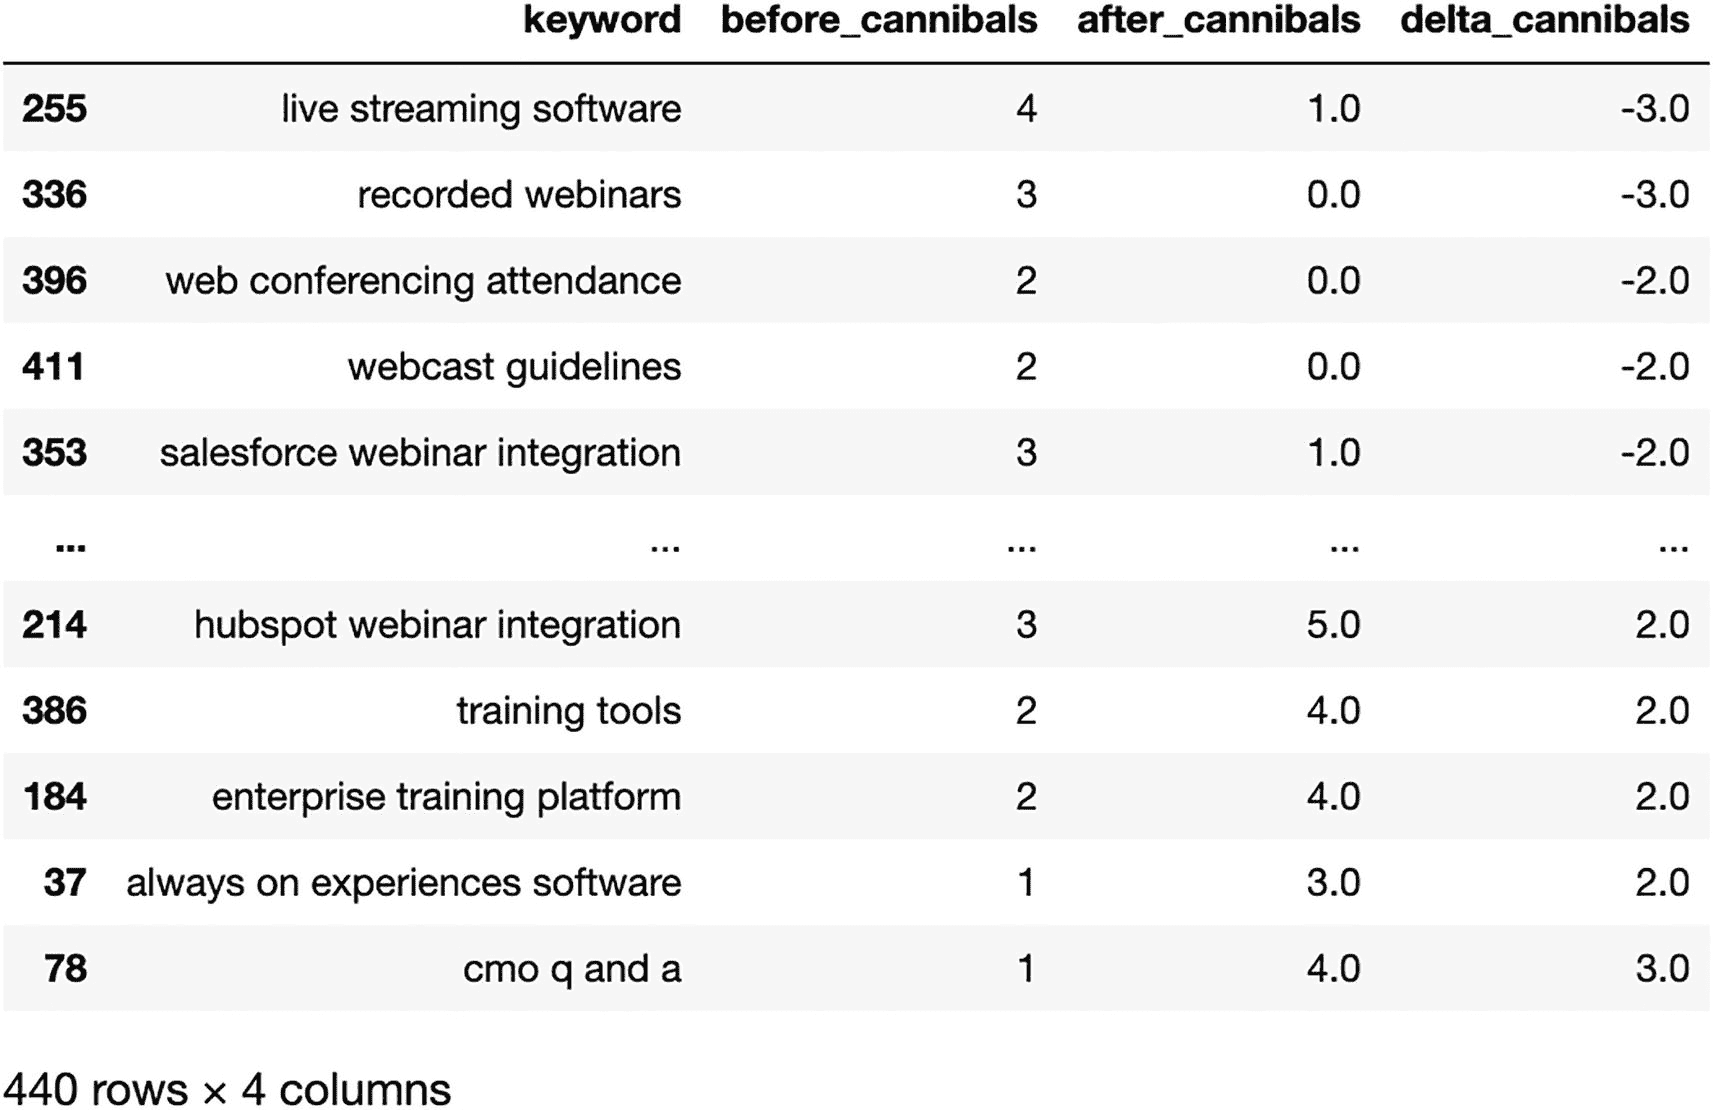 keyword before_cannibals after_cannibals delta_cannibals
255 live streaming software 4 1.0 -3.0
336 recorded webinars 3 0.0 -3.0
396 web conferencing attendance 2 0.0 -2.0
411 webcast guidelines 2 0.0 -2.0
353 salesforce webinar integration 3 1.0 -2.0
... ... ... ... ...
214 hubspot webinar integration 3 5.0 2.0
386 training tools 2 4.0 2.0
184 enterprise training platform 2 4.0 2.0
37 always on experiences software 1 3.0 2.0
78 cmo q and a 1 4.0 3.0
440 rows × 4 columns